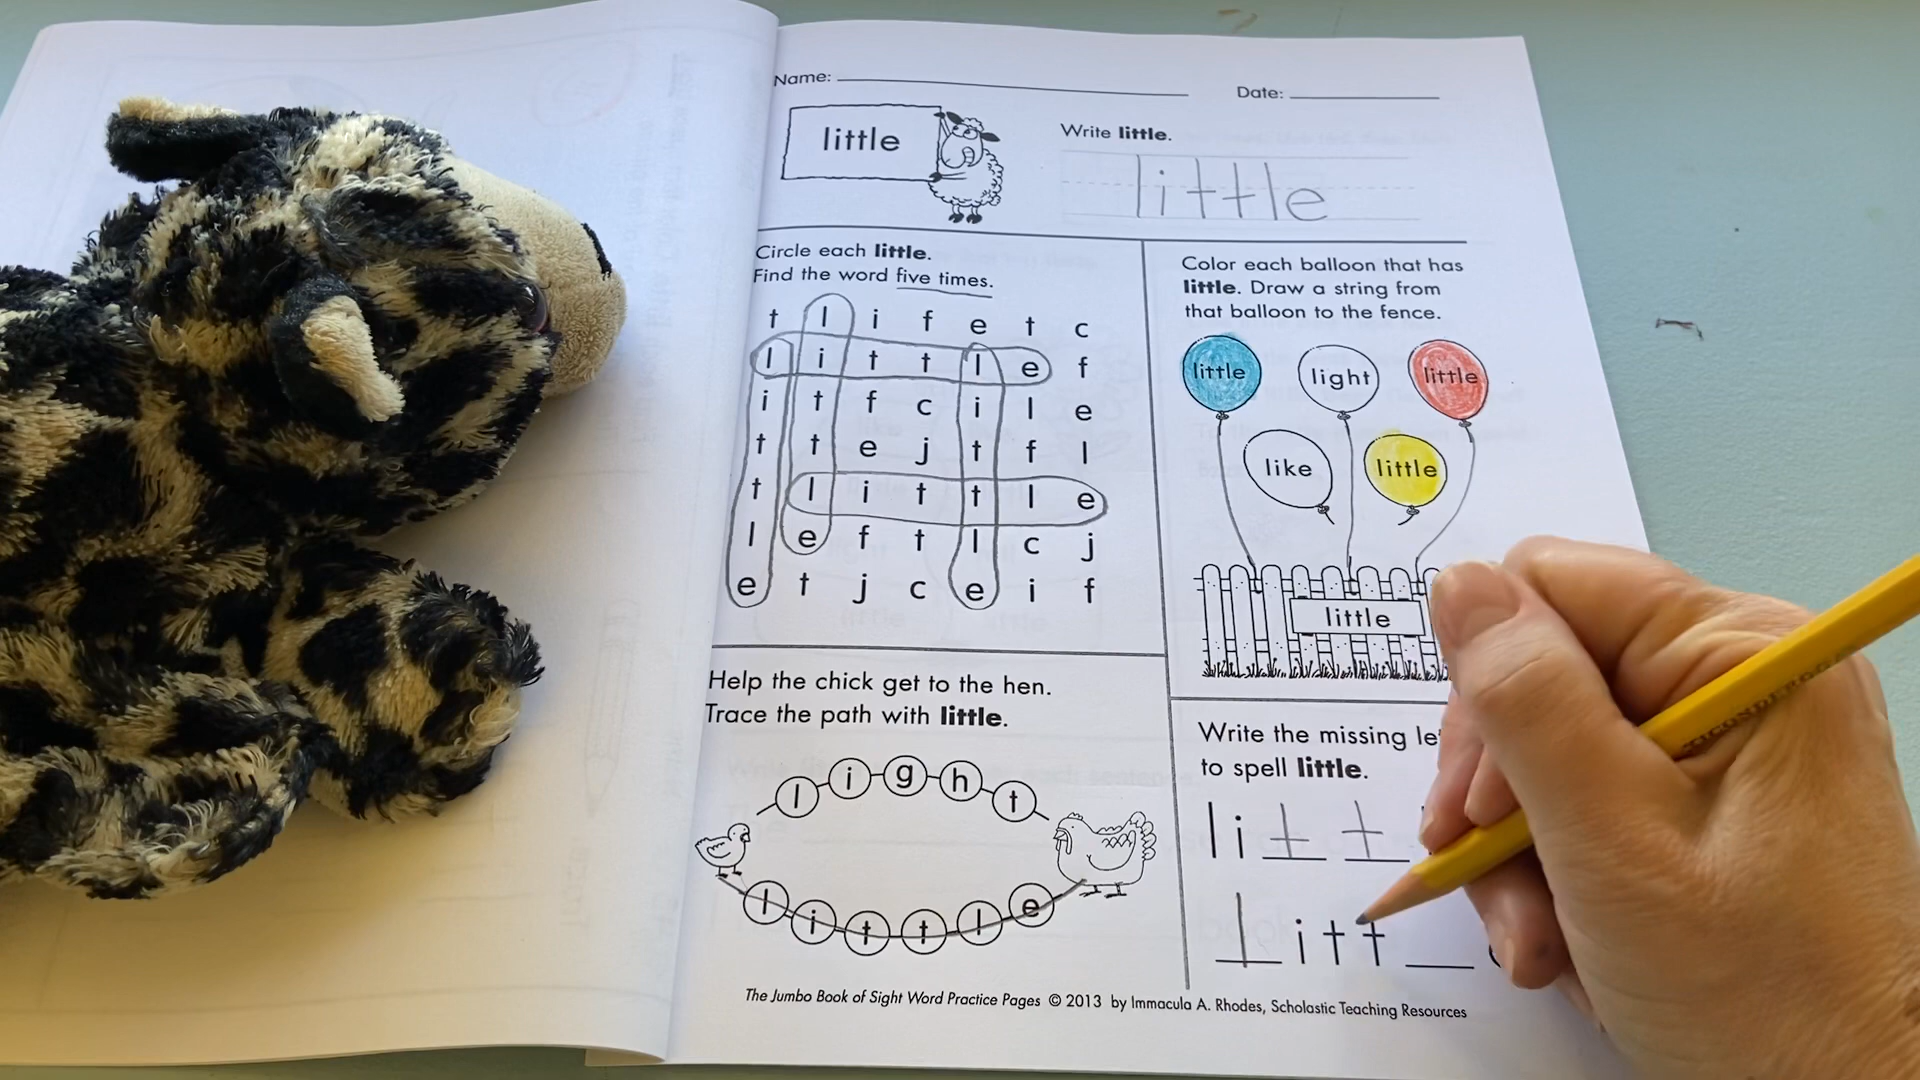 Name:
Date:
little
Write little.
little
Circle each little.
Find the word five times.
t l i f e t c
l i t t l e f
i t f c i l e
t t e j t f l
t l i t t l e
l e f t l c j
e t j c e i f
Color each balloon that has
little. Draw a string from
that balloon to the fence.
little light little
like little
little
Help the chick get to the hen.
Trace the path with little.
l i g h t
l i t t l e
Write the missing le
to spell little.
l i t t
l i t t
The Jumbo Book of Sight Word Practice Pages © 2013 by Immacula A. Rhodes, Scholastic Teaching Resources
TICONDEROGA